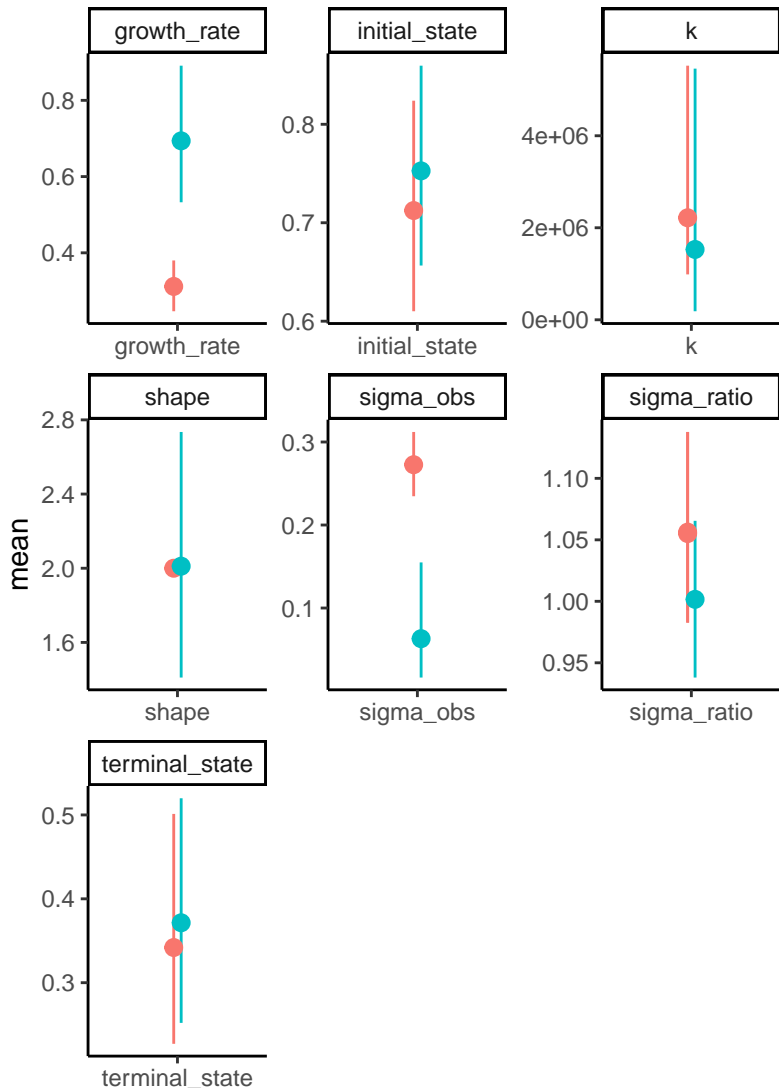 growth_rate
initial_state
k
0.8
0.6
0.4
0.8
0.7
0.6
4e+06
2e+06
0e+00
growth_rate
initial_state
k
shape
sigma_obs
sigma_ratio
2.8
2.4
2.0
1.6
0.3
0.2
0.1
1.10
1.05
1.00
0.95
mean
shape
sigma_obs
sigma_ratio
terminal_state
0.5
0.4
0.3
terminal_state